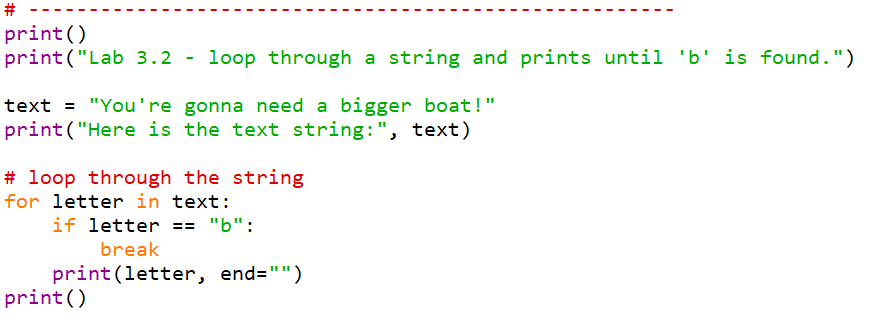 # ------------------------------------------------------
print()
print("Lab 3.2 - loop through a string and prints until 'b' is found.")
text = "You're gonna need a bigger boat!"
print("Here is the text string:", text)
# loop through the string
for letter in text:
    if letter == "b":
        break
    print(letter, end="")
print()